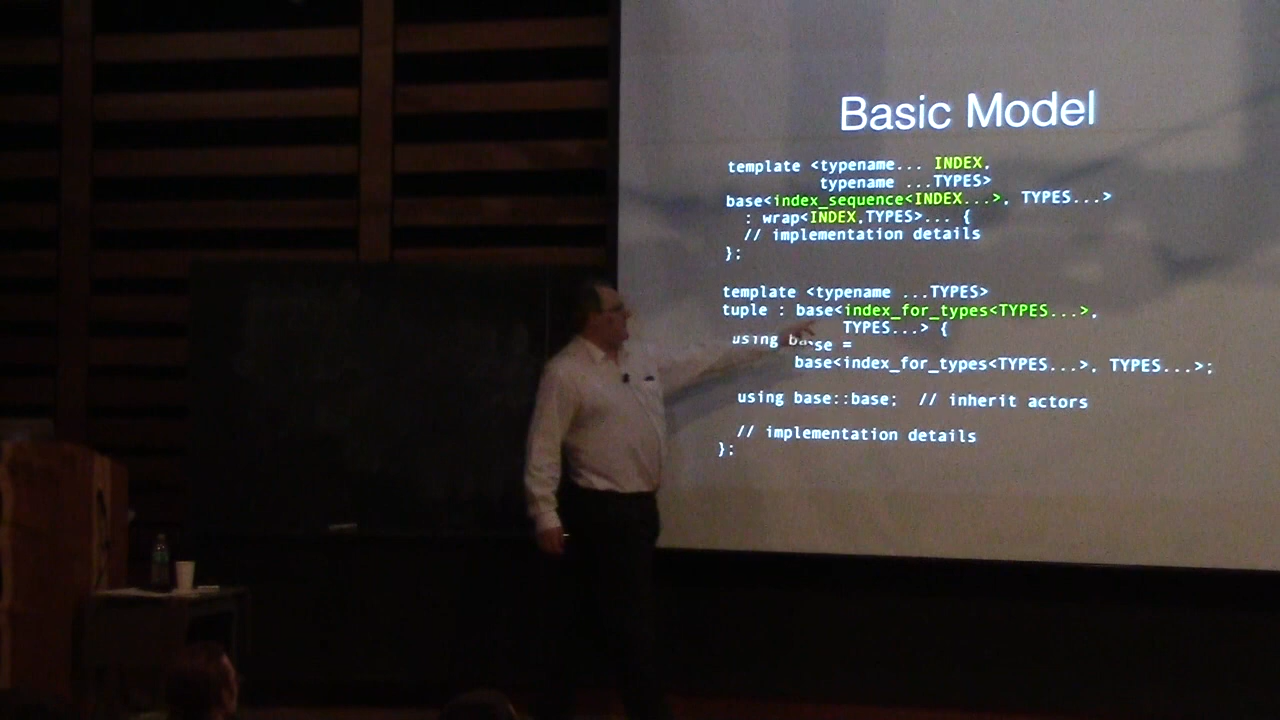 Basic Model
template <typename... INDEX,
typename ...TYPES>
base<index_sequence<INDEX...>, TYPES...>
: wrap<INDEX,TYPES>... {
// implementation details
};
template <typename ...TYPES>
tuple : base<index_for_types<TYPES...>,
TYPES...> {
using base =
base<index_for_types<TYPES...>, TYPES...>;
using base::base; // inherit actors
// implementation details
};